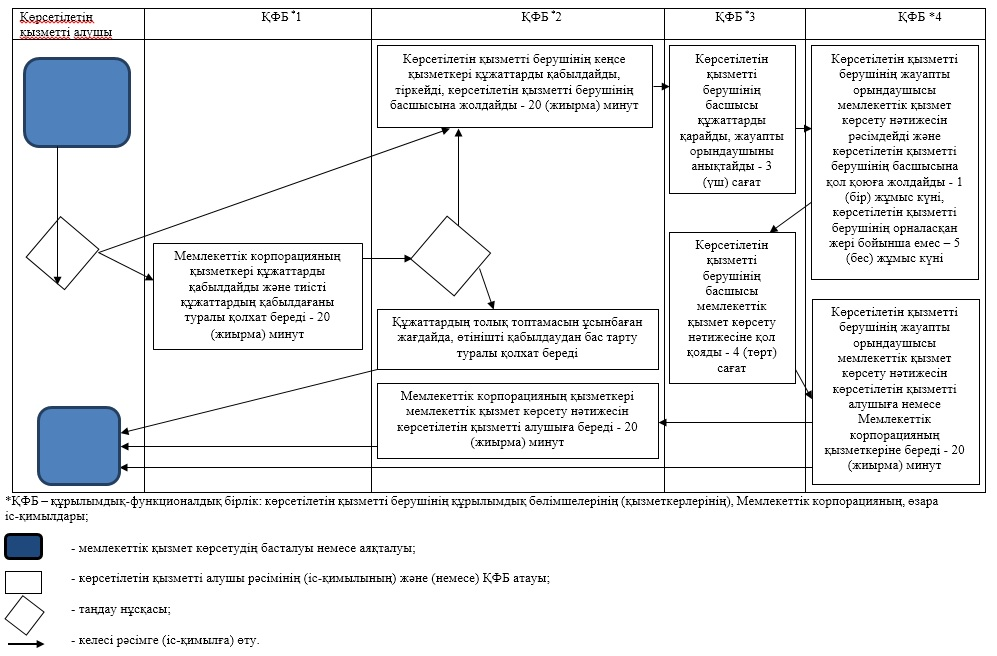 Көрсетілетін
қызметті алушы
ҚФБ *1
ҚФБ *2
ҚФБ *3
ҚФБ *4
Көрсетілетін қызметті берушінің кеңсе
қызметкері құжаттарды қабылдайды,
тіркейді, көрсетілетін қызметті берушінің
басшысына жолдайды - 20 (жиырма) минут
Көрсетілетін
қызметті
берушінің
басшысы
құжаттарды
қарайды, жауапты
орындаушыны
анықтайды - 3
(үш) сағат
Көрсетілетін қызметті
берушінің жауапты
орындаушысы
мемлекеттік қызмет
көрсету нәтижесін
рәсімдейді және
көрсетілетін қызметті
берушінің басшысына
қол қоюға жолдайды - 1
(бір) жұмыс күні,
көрсетілетін қызметті
берушінің орналасқан
жері бойынша емес – 5
(бес) жұмыс күні
Мемлекеттік корпорацияның
қызметкері құжаттарды
қабылдайды және тиісті
құжаттардың қабылдағаны
туралы қолхат береді - 20
(жиырма) минут
Көрсетілетін
қызметті
берушінің
басшысы
мемлекеттік
қызмет көрсету
нәтижесіне қол
қояды - 4 (төрт)
сағат
Құжаттардың толық топтамасын ұсынбаған
жағдайда, өтінішті қабылдаудан бас тарту
туралы қолхат береді
Көрсетілетін қызметті
берушінің жауапты
орындаушысы
мемлекеттік қызмет
көрсету нәтижесін
көрсетілетін қызметті
алушыға немесе
Мемлекеттік
корпорацияның
қызметкеріне береді - 20
(жиырма) минут
Мемлекеттік корпорацияның қызметкері
мемлекеттік қызмет көрсету нәтижесін
көрсетілетін қызметті алушыға береді - 20
(жиырма) минут
*ҚФБ – құрылымдық-функционалдық бірлік: көрсетілетін қызметті берушінің құрылымдық бөлімшелерінің (қызметкерлерінің), Мемлекеттік корпорацияның, өзара
іс-қимылдары;
- мемлекеттік қызмет көрсетудің басталуы немесе аяқталуы;
- көрсетілетін қызметті алушы рәсімінің (іс-қимылының) және (немесе) ҚФБ атауы;
- таңдау нұсқасы;
- келесі рәсімге (іс-қимылға) өту.